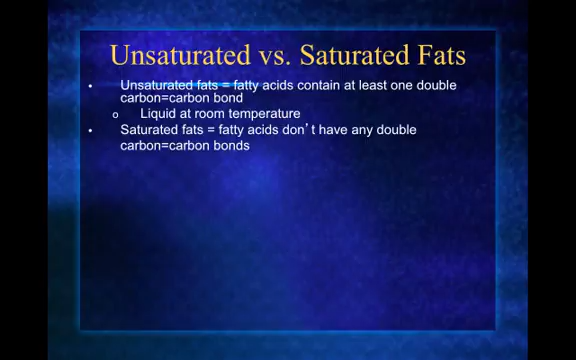 Unsaturated vs. Saturated Fats
• Unsaturated fats = fatty acids contain at least one double
carbon=carbon bond
o Liquid at room temperature
• Saturated fats = fatty acids don’t have any double
carbon=carbon bonds